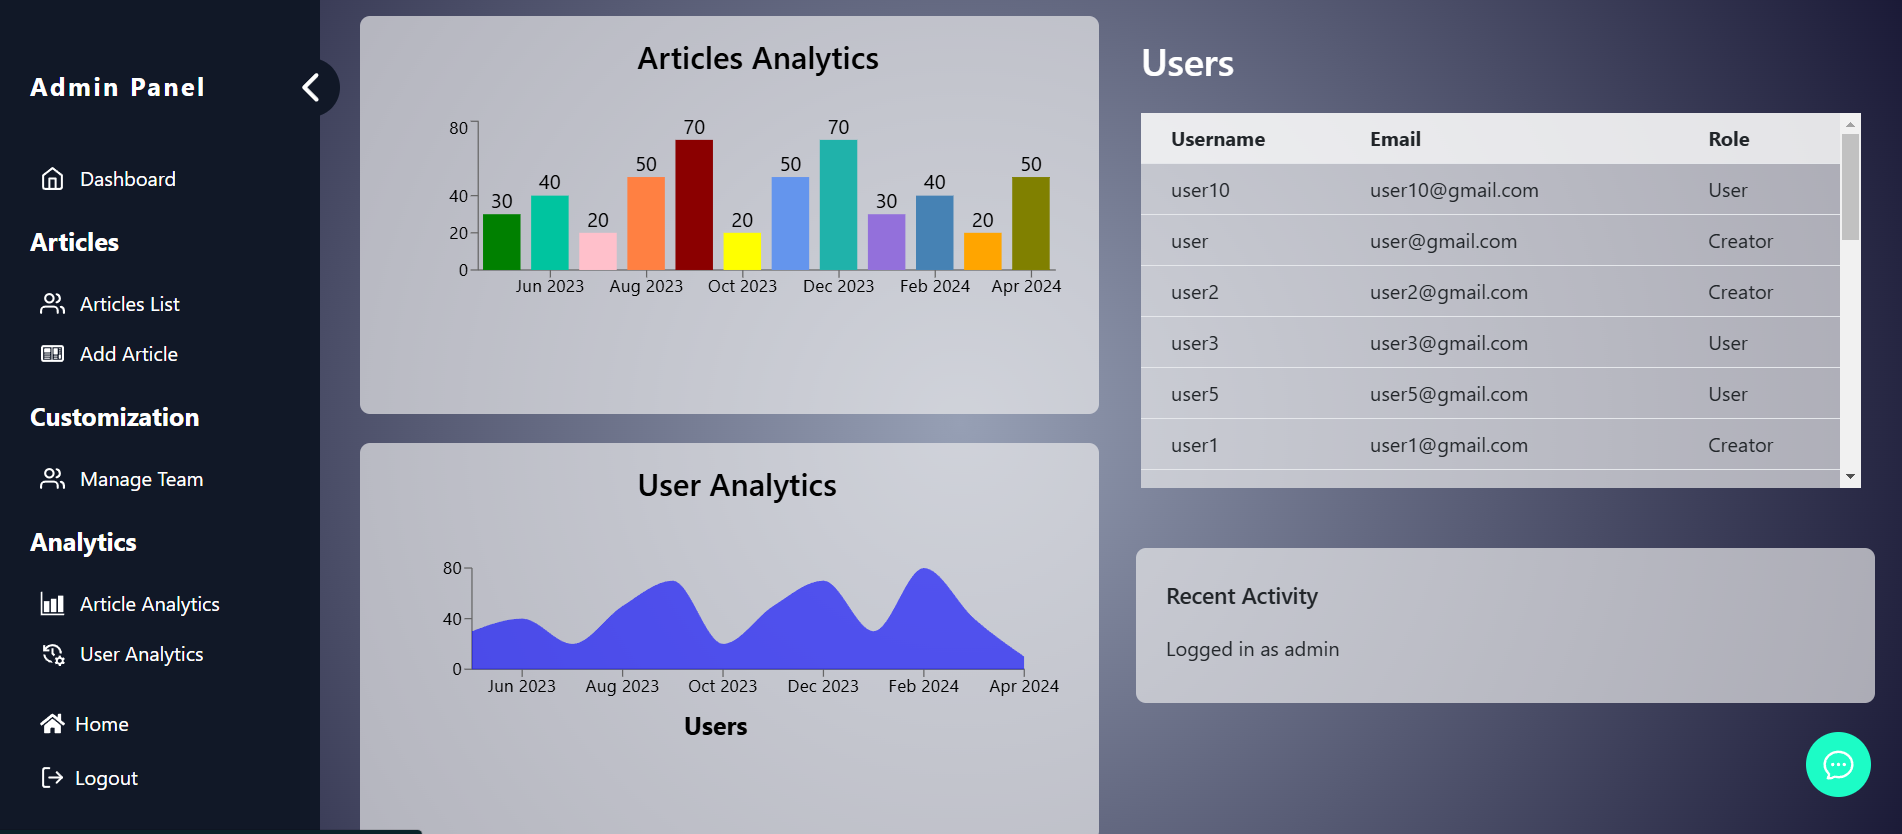 Admin Panel
Dashboard
Articles
Articles List
Add Article
Customization
Manage Team
Analytics
Article Analytics
User Analytics
Home
Logout
Articles Analytics
80
40
20
0
30
40
20
50
70
20
50
70
30
40
20
50
Jun 2023 Aug 2023 Oct 2023 Dec 2023 Feb 2024 Apr 2024
User Analytics
80
40
0
Jun 2023 Aug 2023 Oct 2023 Dec 2023 Feb 2024 Apr 2024
Users
Users
Username Email Role
user10 user10@gmail.com User
user user@gmail.com Creator
user2 user2@gmail.com Creator
user3 user3@gmail.com User
user5 user5@gmail.com User
user1 user1@gmail.com Creator
Recent Activity
Logged in as admin